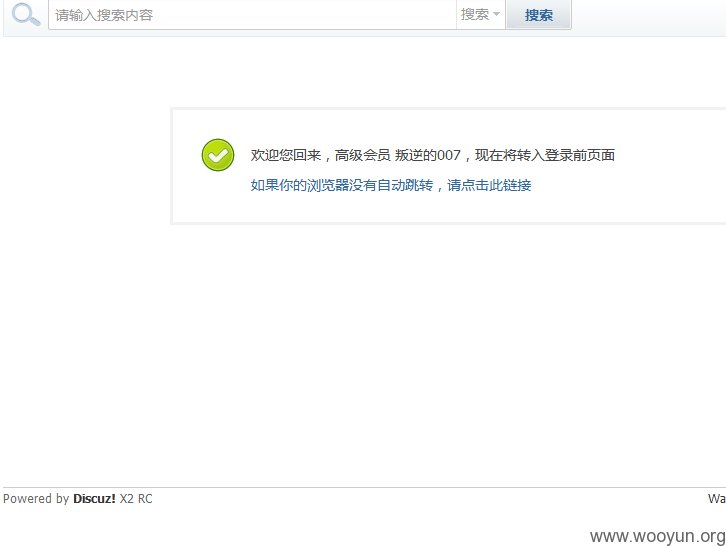 请输入搜索内容 搜索 搜索
欢迎您回来，高级会员 叛逆的007，现在将转入登录前页面
如果你的浏览器没有自动跳转，请点击此链接
Powered by Discuz! X2 RC Wa
www.wooyun.org